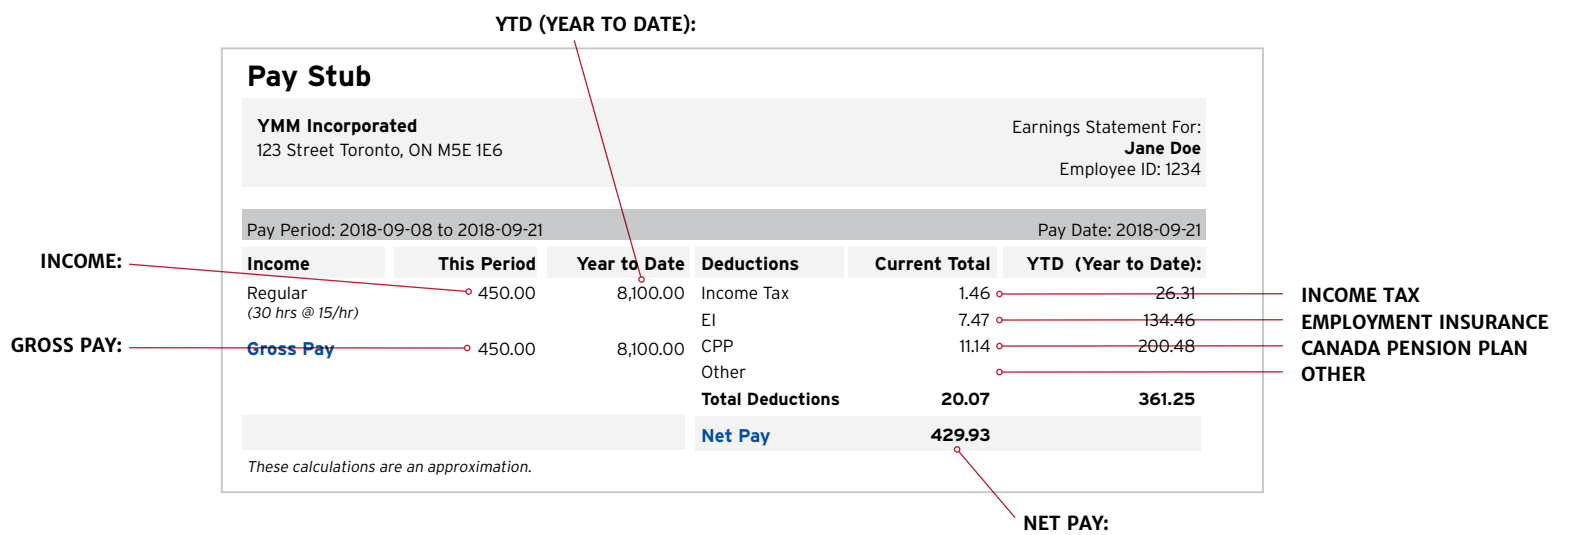 YTD (YEAR TO DATE):
Pay Stub
YMM Incorporated
123 Street Toronto, ON M5E 1E6
Earnings Statement For:
Jane Doe
Employee ID: 1234
Pay Period: 2018-09-08 to 2018-09-21 Pay Date: 2018-09-21
INCOME:
Income This Period Year to Date Deductions Current Total YTD (Year to Date):
Regular 450.00 8,100.00 Income Tax 1.46 26.31 INCOME TAX
(30 hrs @ 15/hr)
EI 7.47 134.46 EMPLOYMENT INSURANCE
GROSS PAY: Gross Pay 450.00 8,100.00 CPP 11.14 200.48 CANADA PENSION PLAN
Other OTHER
Total Deductions 20.07 361.25
Net Pay 429.93
These calculations are an approximation.
NET PAY: